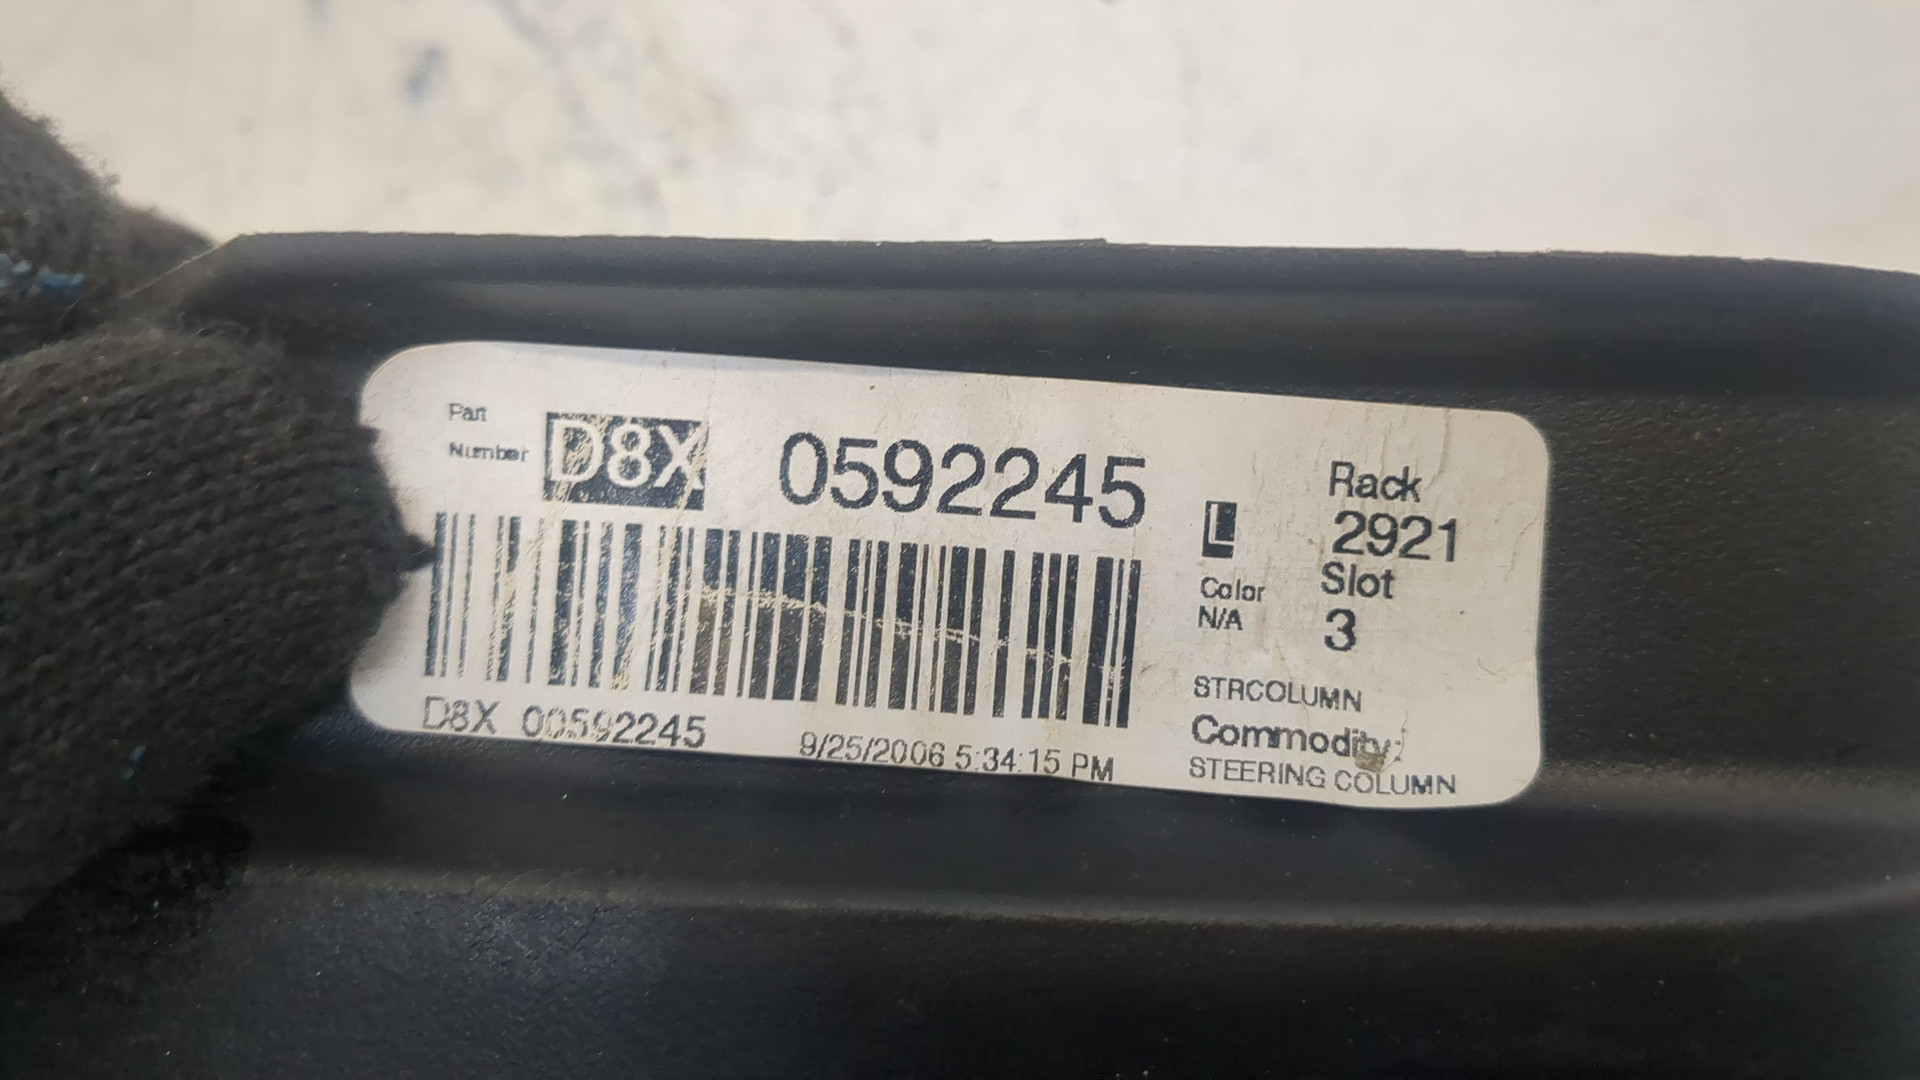 Part
Number D8X 0592245
L
Color
N/A
Rack
2921
Slot
3
D8X 00592245
9/25/2006 5:34:15 PM
STRCOLUMN
Commodity:
STEERING COLUMN